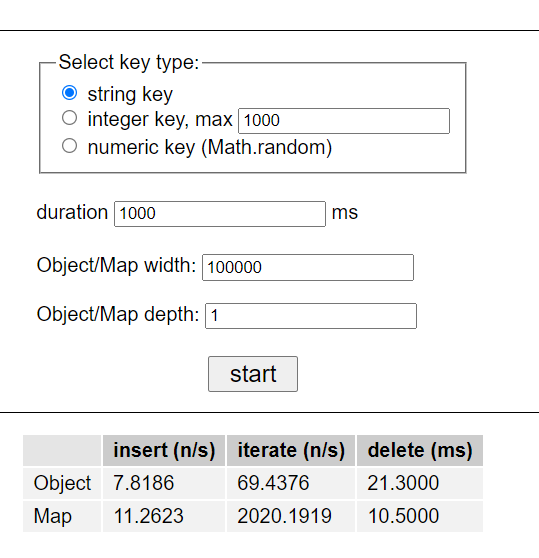 Select key type:
string key
integer key, max 1000
numeric key (Math.random)
duration 1000 ms
Object/Map width: 100000
Object/Map depth: 1
start
insert (n/s) iterate (n/s) delete (ms)
Object 7.8186 69.4376 21.3000
Map 11.2623 2020.1919 10.5000